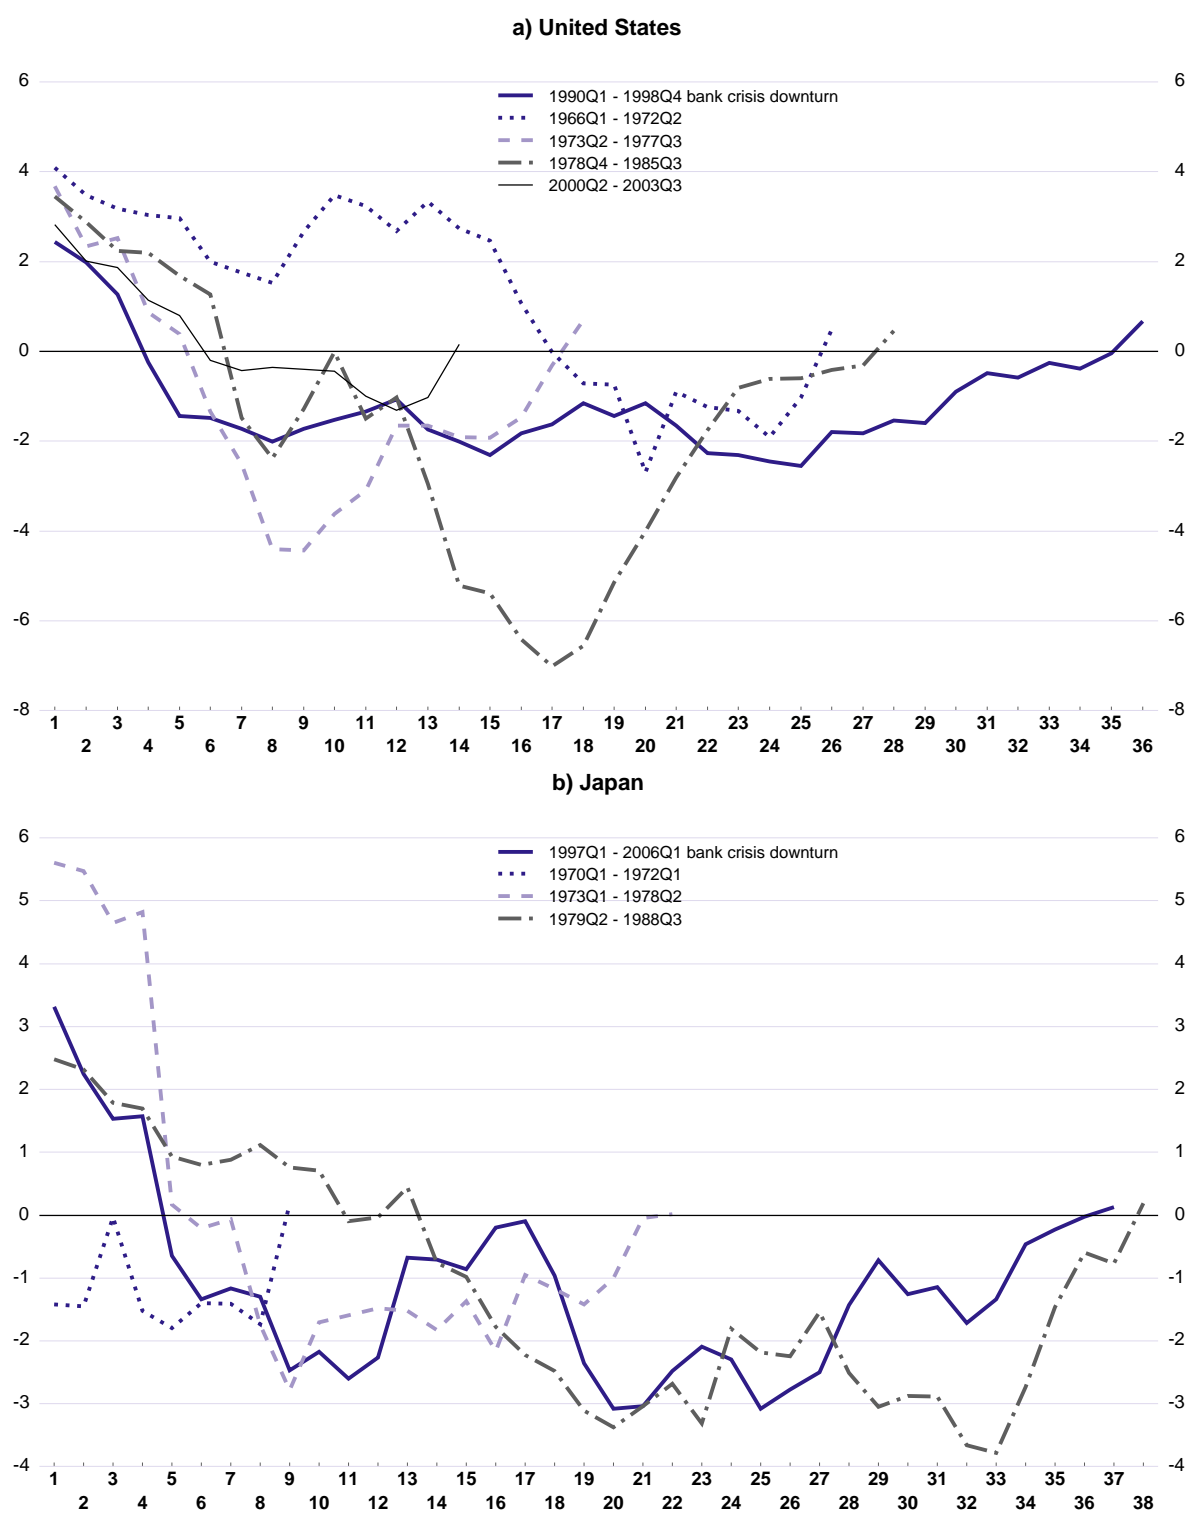 a) United States
6 6
1990Q1 - 1998Q4 bank crisis downturn
1966Q1 - 1972Q2
1973Q2 - 1977Q3
4 1978Q4 - 1985Q3 4
2000Q2 - 2003Q3
2 2
0 0
-2 -2
-4 -4
-6 -6
-8 -8
1 3 5 7 9 11 13 15 17 19 21 23 25 27 29 31 33 35
2 4 6 8 10 12 14 16 18 20 22 24 26 28 30 32 34 36
b) Japan
6 6
1997Q1 - 2006Q1 bank crisis downturn
1970Q1 - 1972Q1
5 1973Q1 - 1978Q2 5
1979Q2 - 1988Q3
4 4
3 3
2 2
1 1
0 0
-1 -1
-2 -2
-3 -3
-4 -4
1 3 5 7 9 11 13 15 17 19 21 23 25 27 29 31 33 35 37
2 4 6 8 10 12 14 16 18 20 22 24 26 28 30 32 34 36 38